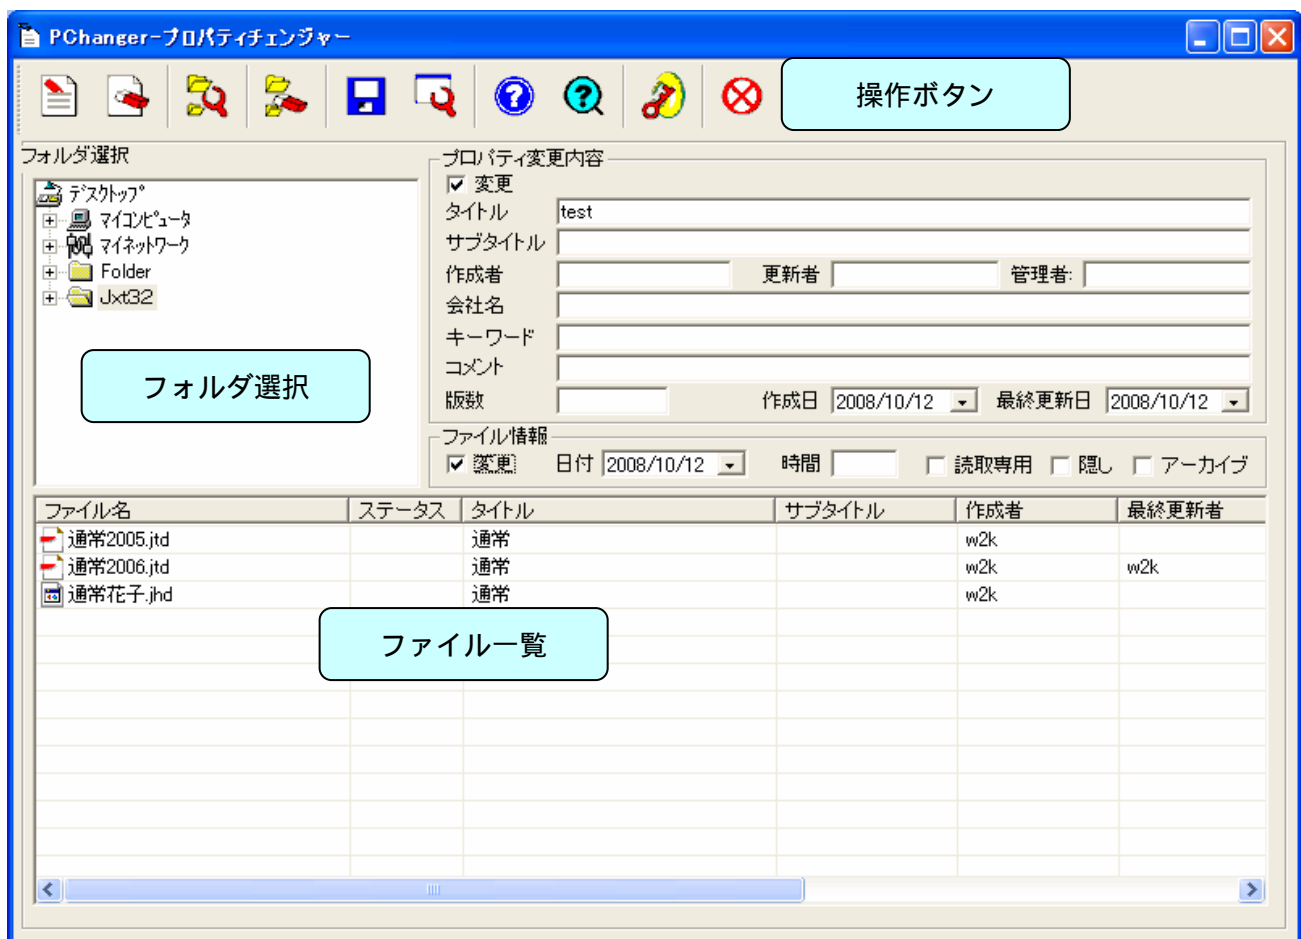 PChanger-プロパティチェンジャー
操作ボタン
フォルダ選択
デスクトップ
マイコンピュータ
マイネットワーク
Folder
Jxt32
フォルダ選択
プロパティ変更内容
変更
タイトル test
サブタイトル
作成者 更新者 管理者:
会社名
キーワード
コメント
版数 作成日 2008/10/12 最終更新日 2008/10/12
ファイル情報
変更 日付 2008/10/12 時間 読取専用 隠し アーカイブ
ファイル名 ステータス タイトル サブタイトル 作成者 最終更新者
通常2005.jtd 通常 w2k
通常2006.jtd 通常 w2k w2k
通常花子.jhd 通常 w2k
ファイル一覧